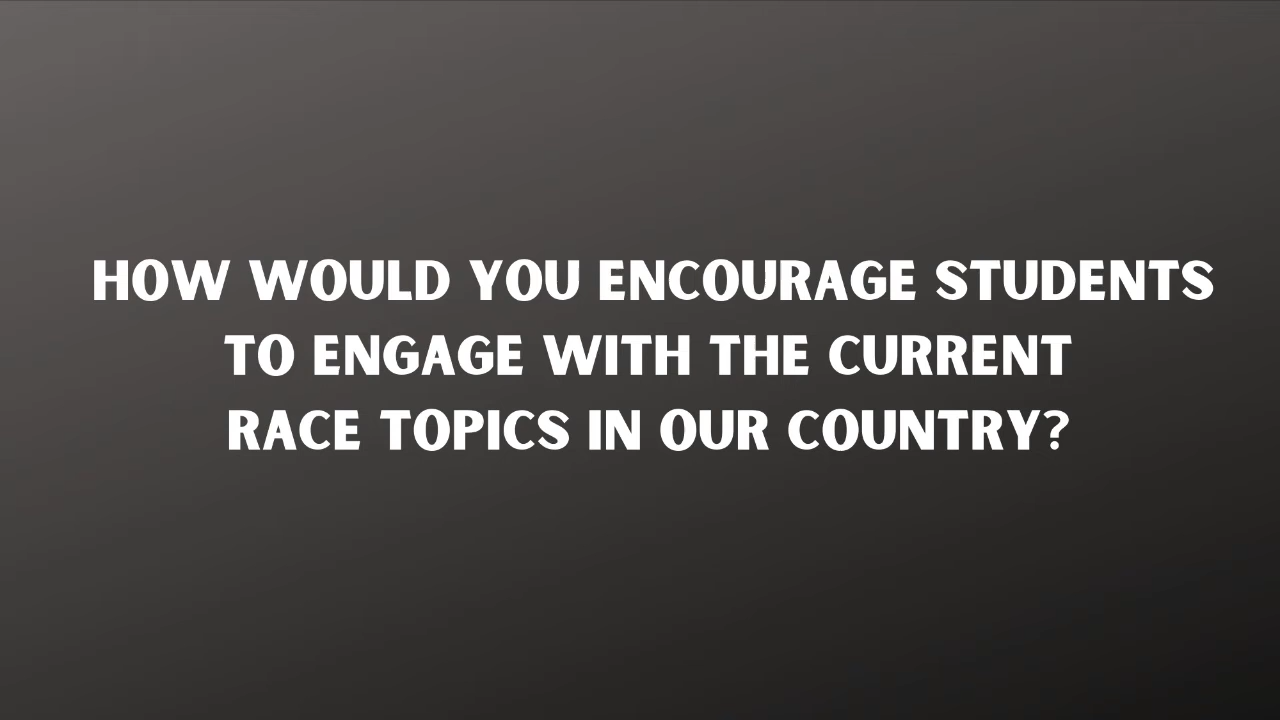 HOW WOULD YOU ENCOURAGE STUDENTS
TO ENGAGE WITH THE CURRENT
RACE TOPICS IN OUR COUNTRY?